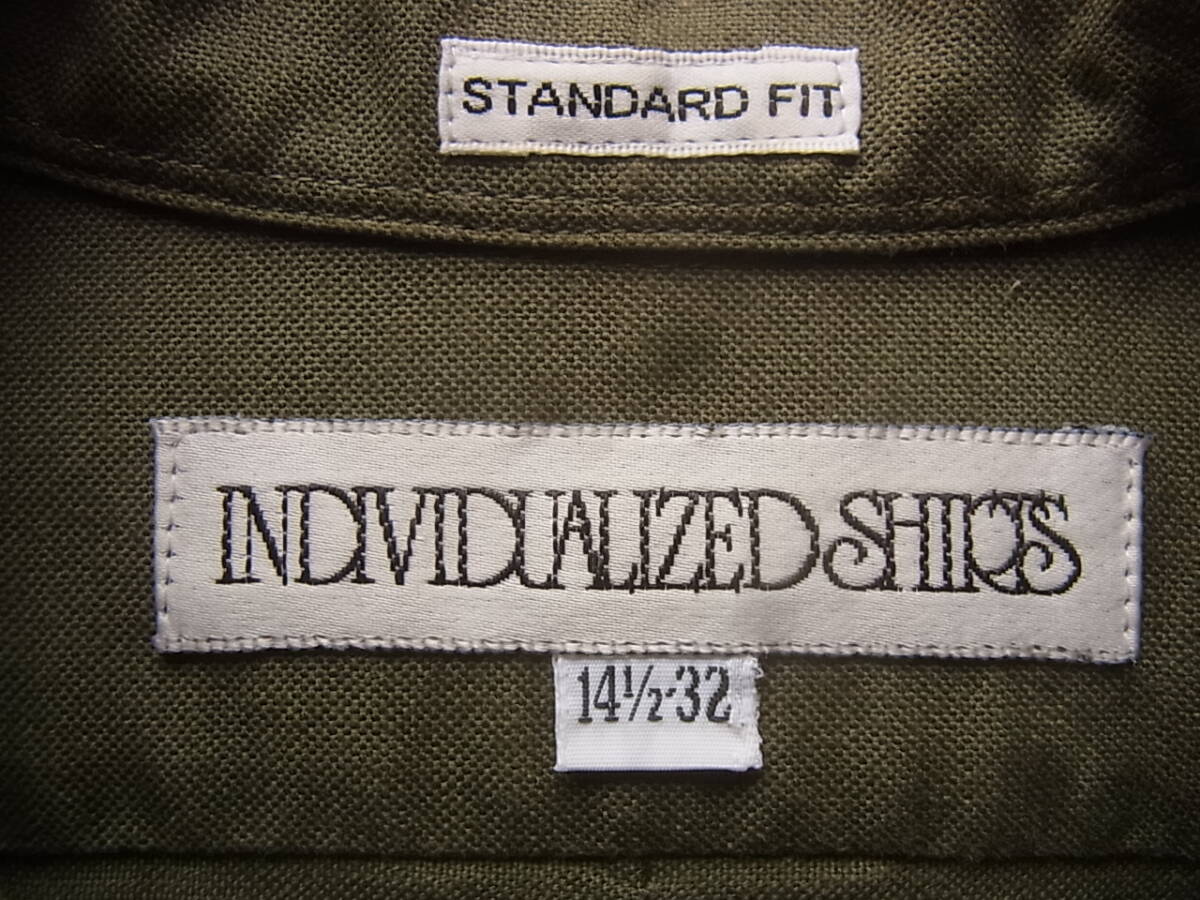 STANDARD FIT
INDIVIDUALIZED SHIRTS
14½-32